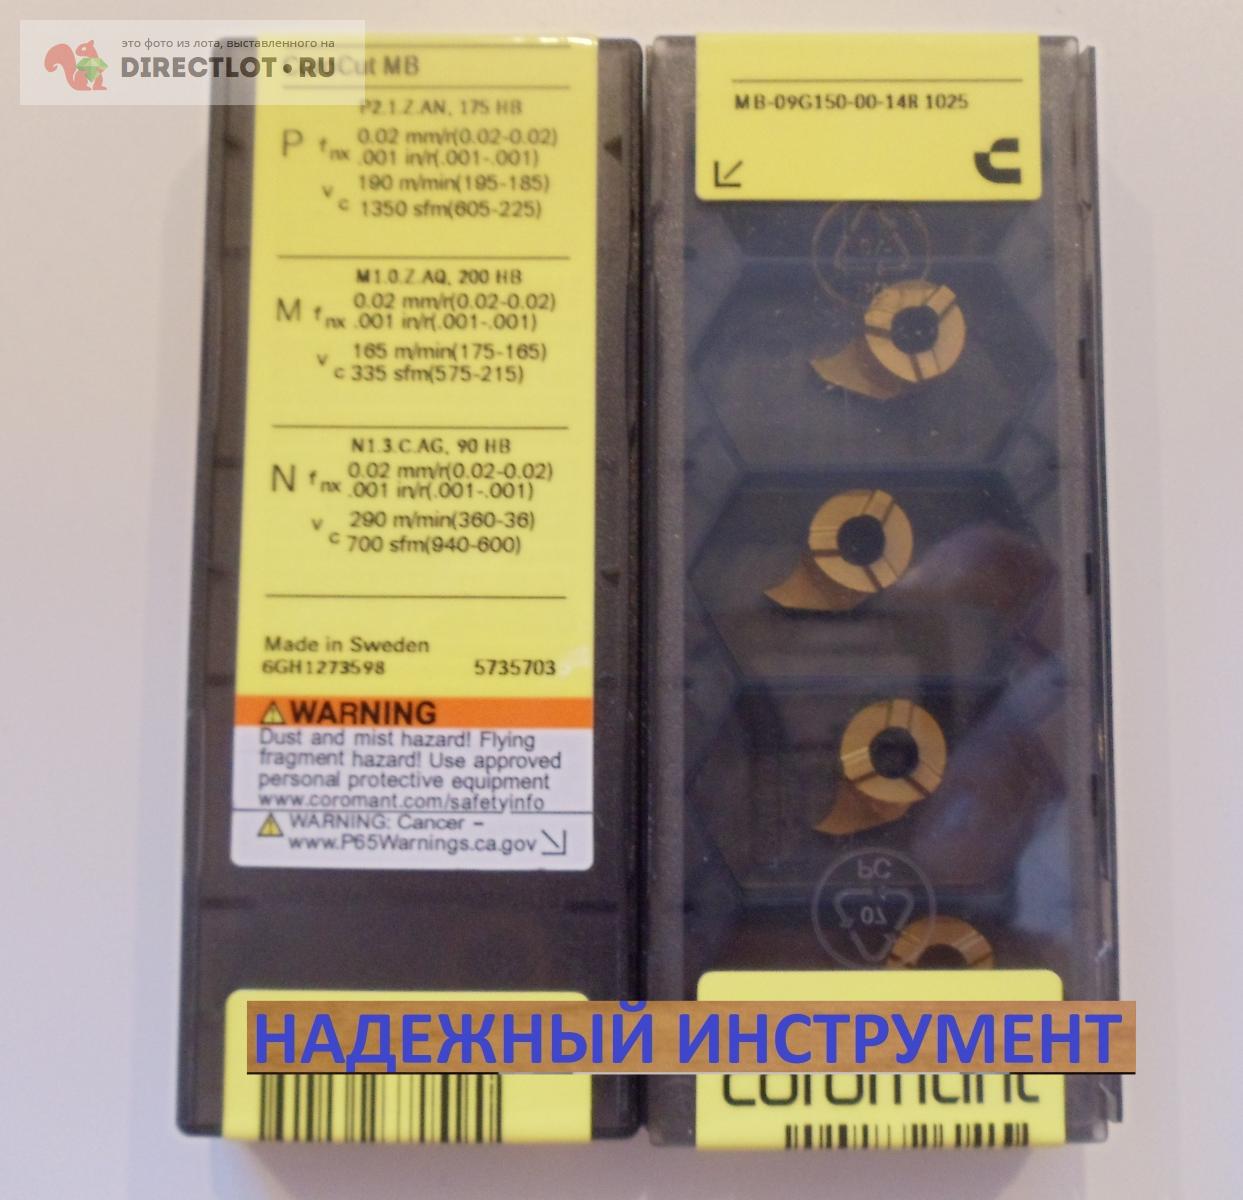 это фото из лота, выставленного на
DIRECTLOT.RU
Cut MB
P2.1.Z.AN, 175 HB
P fnx 0.02 mm/r(0.02-0.02)
.001 in/r(.001-.001)
vc 190 m/min(195-185)
1350 sfm(605-225)
M1.0.Z.AQ, 200 HB
M fnx 0.02 mm/r(0.02-0.02)
.001 in/r(.001-.001)
vc 165 m/min(175-165)
335 sfm(575-215)
N1.3.C.AG, 90 HB
N fnx 0.02 mm/r(0.02-0.02)
.001 in/r(.001-.001)
vc 290 m/min(360-36)
700 sfm(940-600)
Made in Sweden
6GH1273598 5735703
WARNING
Dust and mist hazard! Flying
fragment hazard! Use approved
personal protective equipment
www.coromant.com/safetyinfo
WARNING: Cancer –
www.P65Warnings.ca.gov
MB-09G150-00-14R 1025
PC
07
НАДЕЖНЫЙ ИНСТРУМЕНТ
coromant